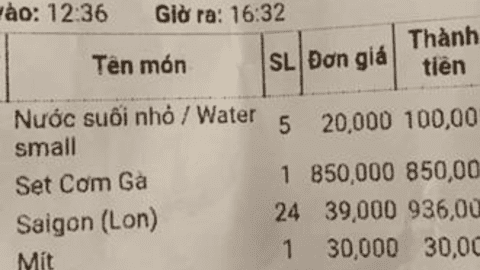 vào: 12:36 Giờ ra: 16:32
Tên món SL Đơn giá Thành tiền
Nước suối nhỏ / Water small 5 20,000 100,00
Sẹt Cơm Gà 1 850,000 850,00
Saigon (Lon) 24 39,000 936,00
Mít 1 30,000 30,00